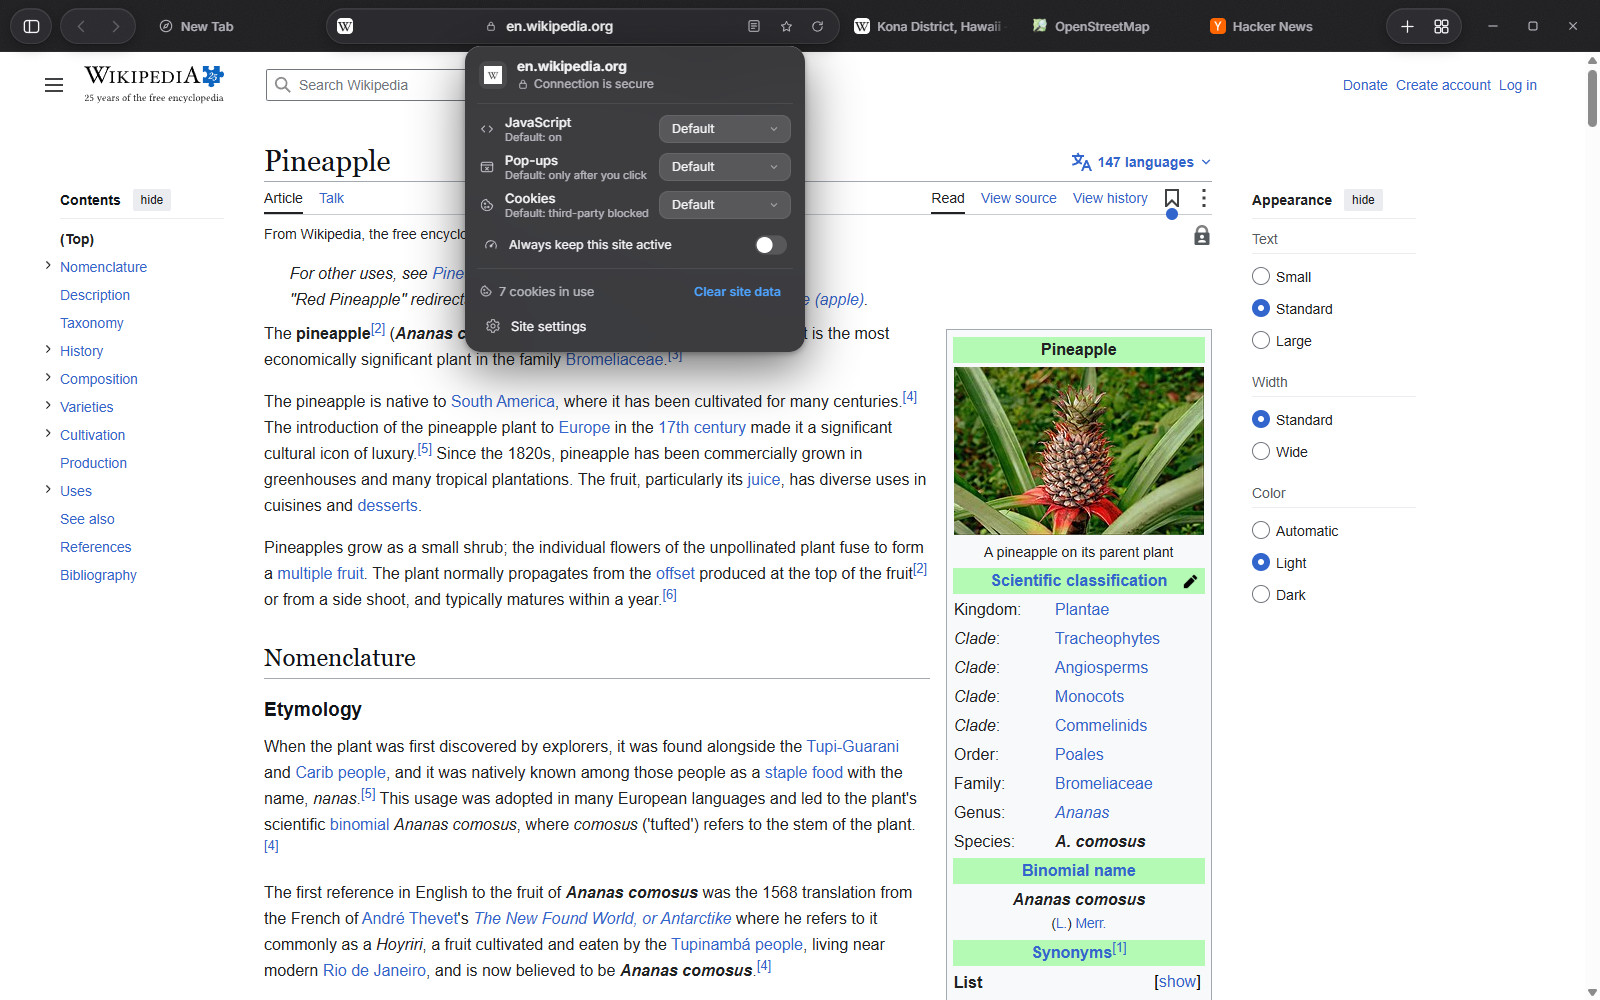 New Tab
en.wikipedia.org
Kona District, Hawaii
OpenStreetMap
Hacker News
en.wikipedia.org
Connection is secure
JavaScript
Default: on
Default
Pop-ups
Default: only after you click
Default
Cookies
Default: third-party blocked
Default
Always keep this site active
7 cookies in use
Clear site data
Site settings
WIKIPEDIA 25
25 years of the free encyclopedia
Search Wikipedia
Donate Create account Log in
Contents hide
(Top)
Nomenclature
Description
Taxonomy
History
Composition
Varieties
Cultivation
Production
Uses
See also
References
Bibliography
Pineapple
147 languages
Article Talk
Read View source View history
From Wikipedia, the free encyclo
For other uses, see Pine
"Red Pineapple" redirect (apple).
The pineapple[2] (Ananas c t is the most
economically significant plant in the family Bromeliaceae.[3]
The pineapple is native to South America, where it has been cultivated for many centuries.[4]
The introduction of the pineapple plant to Europe in the 17th century made it a significant
cultural icon of luxury.[5] Since the 1820s, pineapple has been commercially grown in
greenhouses and many tropical plantations. The fruit, particularly its juice, has diverse uses in
cuisines and desserts.
Pineapples grow as a small shrub; the individual flowers of the unpollinated plant fuse to form
a multiple fruit. The plant normally propagates from the offset produced at the top of the fruit[2]
or from a side shoot, and typically matures within a year.[6]
Nomenclature
Etymology
When the plant was first discovered by explorers, it was found alongside the Tupi-Guarani
and Carib people, and it was natively known among those people as a staple food with the
name, nanas.[5] This usage was adopted in many European languages and led to the plant's
scientific binomial Ananas comosus, where comosus ('tufted') refers to the stem of the plant.
[4]
The first reference in English to the fruit of Ananas comosus was the 1568 translation from
the French of André Thevet's The New Found World, or Antarctike where he refers to it
commonly as a Hoyriri, a fruit cultivated and eaten by the Tupinambá people, living near
modern Rio de Janeiro, and is now believed to be Ananas comosus.[4]
Pineapple
A pineapple on its parent plant
Scientific classification
Kingdom: Plantae
Clade: Tracheophytes
Clade: Angiosperms
Clade: Monocots
Clade: Commelinids
Order: Poales
Family: Bromeliaceae
Genus: Ananas
Species: A. comosus
Binomial name
Ananas comosus
(L.) Merr.
Synonyms[1]
List [show]
Appearance hide
Text
Small
Standard
Large
Width
Standard
Wide
Color
Automatic
Light
Dark